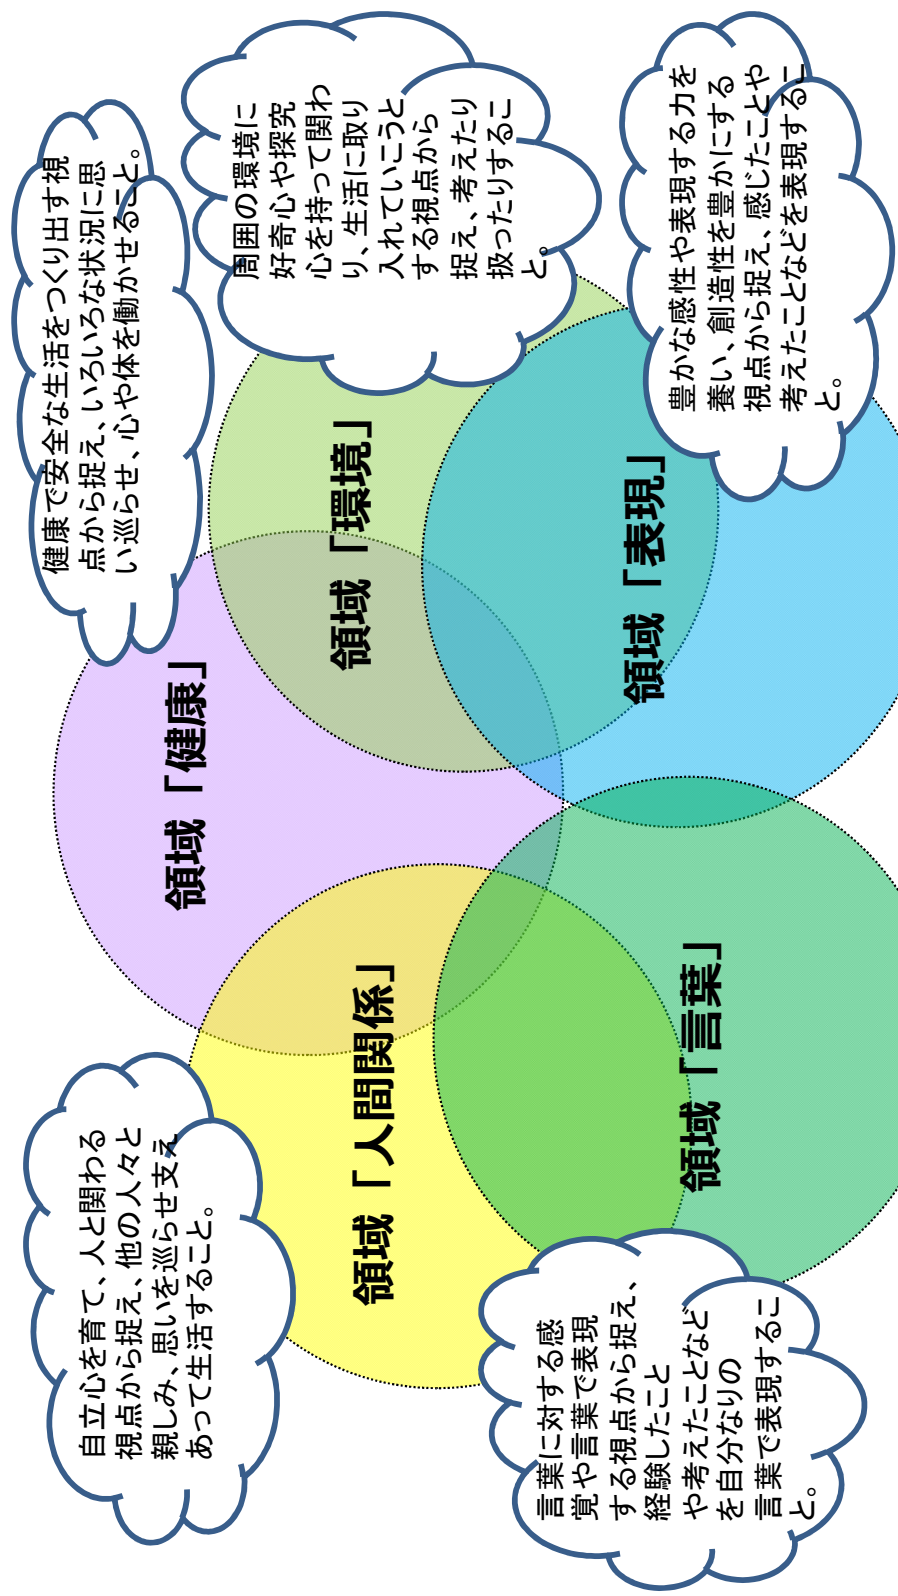 健康で安全な生活をつくり出す視
点から捉え、いろいろな状況に思
い巡らせ、心や体を働かせること。
領域「健康」
周囲の環境に
好奇心や探究
心を持って関わ
り、生活に取り
入れていこうと
する視点から
捉え、考えたり
扱ったりするこ
と。
領域「環境」
自立心を育て、人と関わる
視点から捉え、他の人々と
親しみ、思いを巡らせ支え
あって生活すること。
領域「人間関係」
豊かな感性や表現する力を
養い、創造性を豊かにする
視点から捉え、感じたことや
考えたことなどを表現するこ
と。
領域「表現」
言葉に対する感
覚や言葉で表現
する視点から捉え、
経験したこと
や考えたことなど
を自分なりの
言葉で表現するこ
と。
領域「言葉」